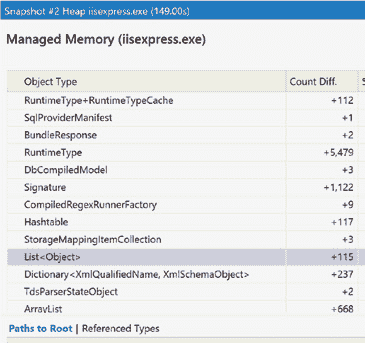 Snapshot #2 Heap iisexpress.exe (149.00s)
Managed Memory (iisexpress.exe)
Object Type Count Diff.
RuntimeType+RuntimeTypeCache +112
SqlProviderManifest +1
BundleResponse +2
RuntimeType +5,479
DbCompiledModel +3
Signature +1,122
CompiledRegexRunnerFactory +9
Hashtable +117
StorageMappingItemCollection +3
List<Object> +115
Dictionary<XmlQualifiedName, XmlSchemaObject> +237
TdsParserStateObject +2
ArrayList +668
Paths to Root | Referenced Types